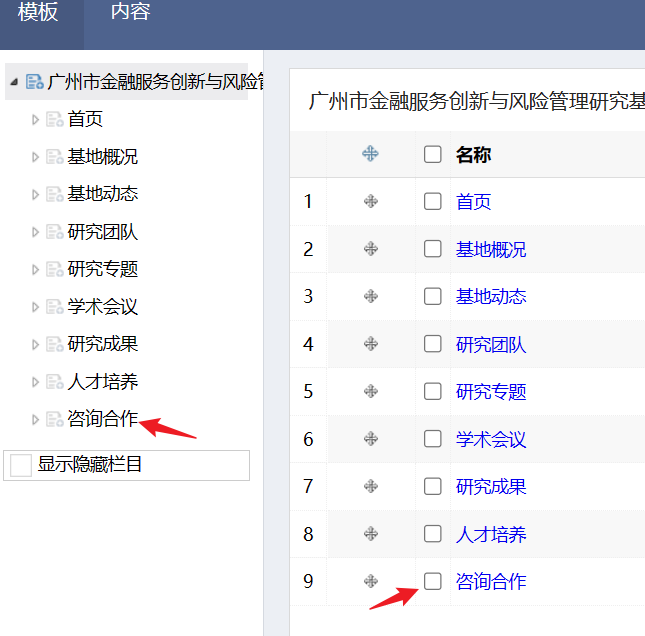 模板 内容
广州市金融服务创新与风险
首页
基地概况
基地动态
研究团队
研究专题
学术会议
研究成果
人才培养
咨询合作
显示隐藏栏目
广州市金融服务创新与风险管理研究基
名称
1 首页
2 基地概况
3 基地动态
4 研究团队
5 研究专题
6 学术会议
7 研究成果
8 人才培养
9 咨询合作